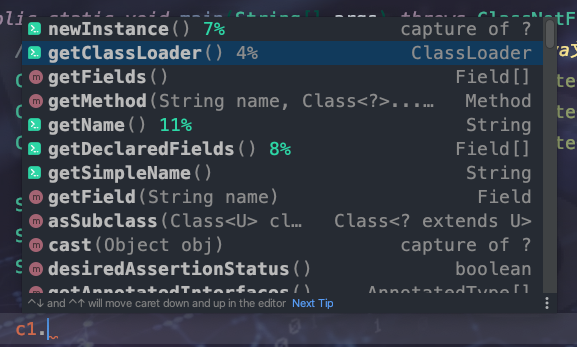 blic static void main(String[] args) throws ClassNotF
newInstance() 7% capture of ?
getClassLoader() 4% ClassLoader
getFields() Field[]
getMethod(String name, Class<?>...… Method
getName() 11% String
getDeclaredFields() 8% Field[]
getSimpleName() String
getField(String name) Field
asSubclass(Class<U> cl… Class<? extends U>
cast(Object obj) capture of ?
desiredAssertionStatus() boolean
getAnnotatedInterfaces() AnnotatedType[]
^↓ and ^↑ will move caret down and up in the editor Next Tip
c1.